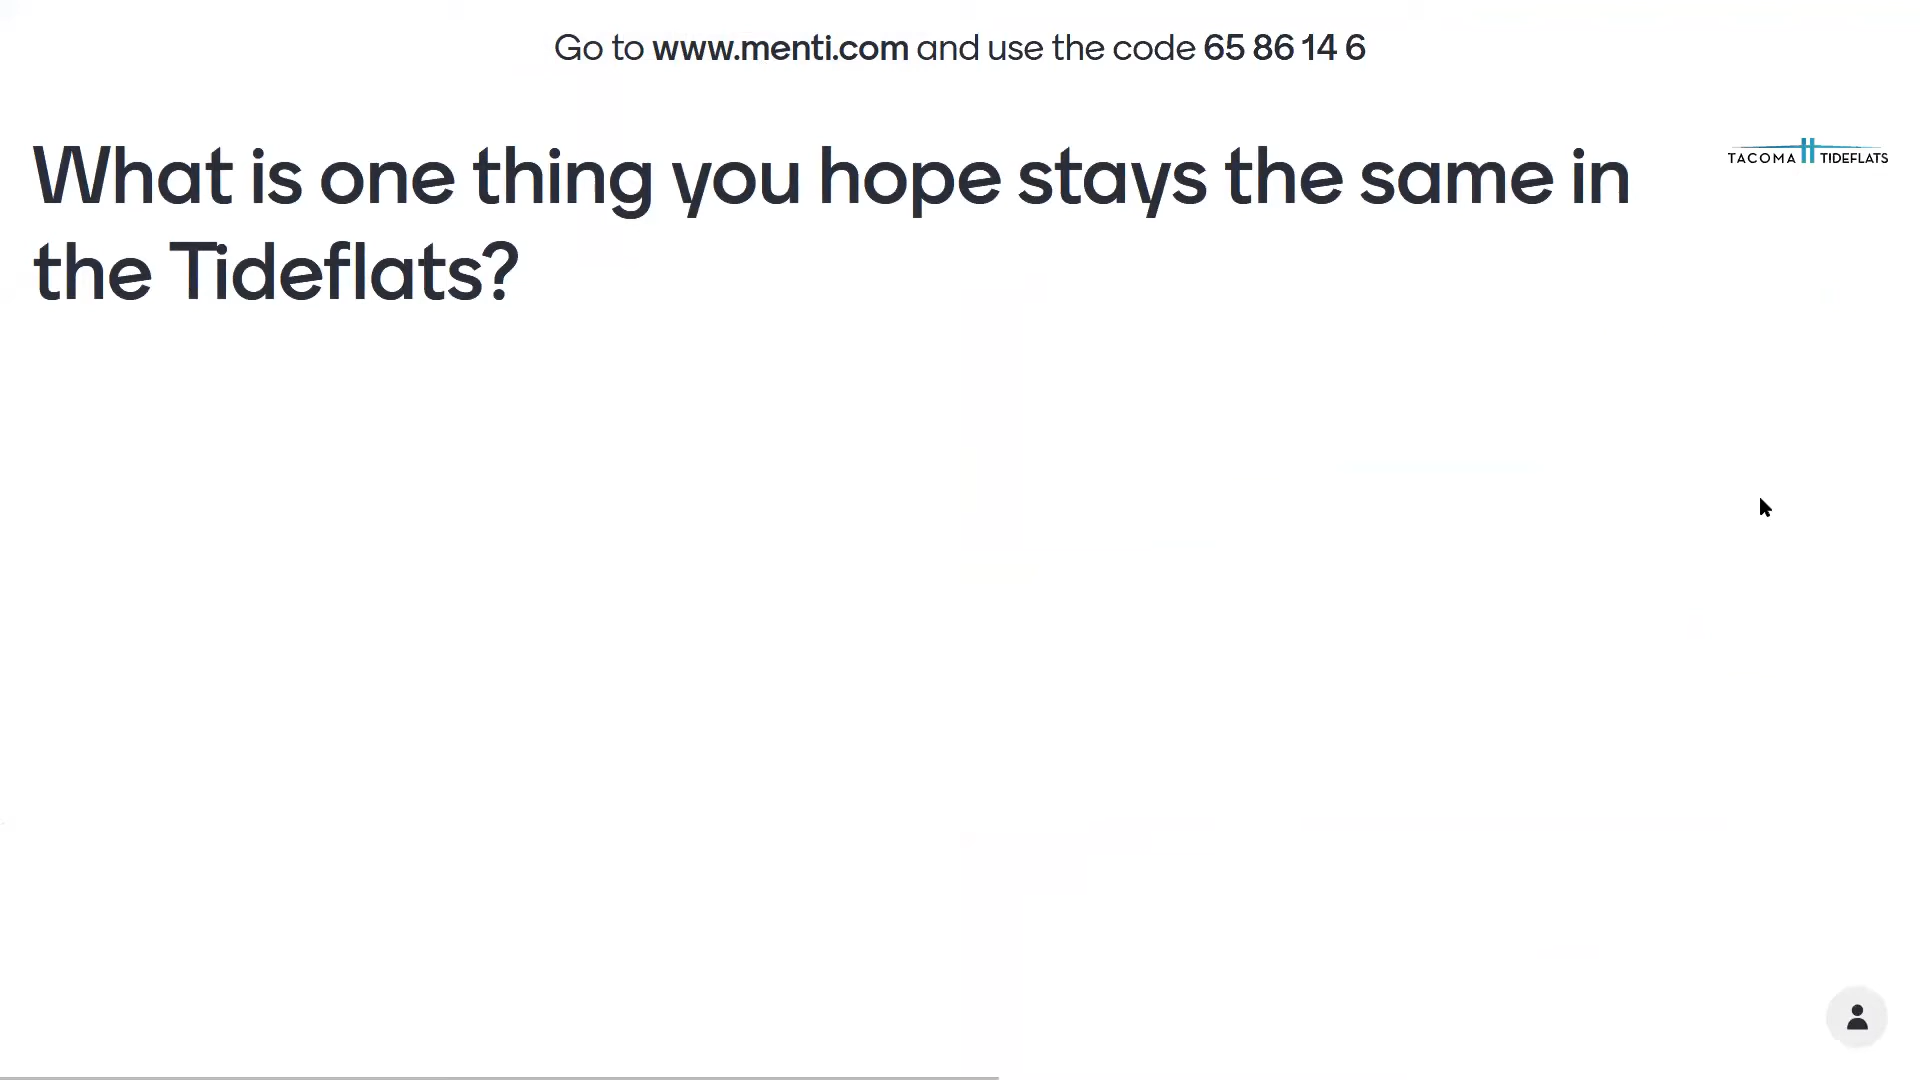 Go to www.menti.com and use the code 65 86 14 6
What is one thing you hope stays the same in
the Tideflats?
TACOMA TIDEFLATS